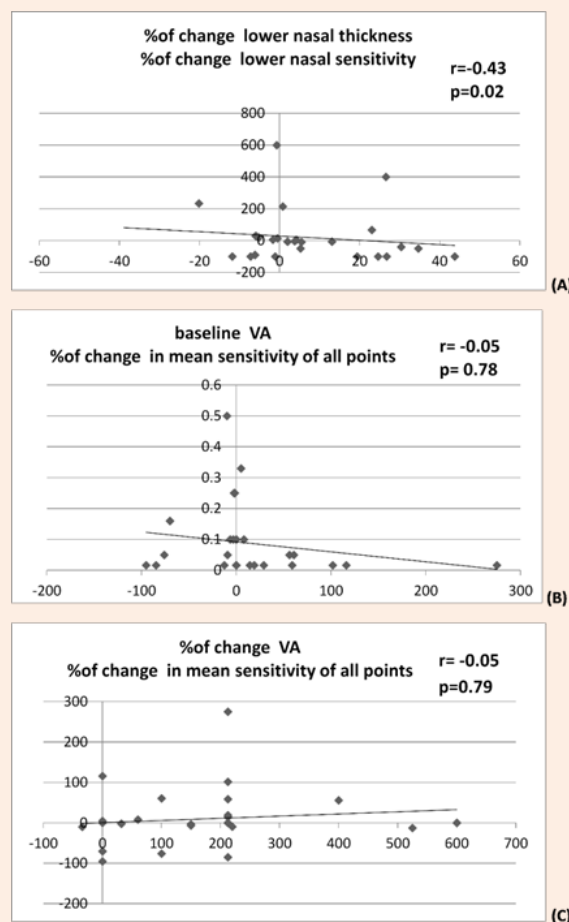 %of change lower nasal thickness
%of change lower nasal sensitivity
r=-0.43
p=0.02
800
600
400
200
0
-200
-60 -40 -20 0 20 40 60
(A)
baseline VA
%of change in mean sensitivity of all points
r= -0.05
p= 0.78
0.6
0.5
0.4
0.3
0.2
0.1
0
-200 -100 0 100 200 300
(B)
%of change VA
%of change in mean sensitivity of all points
r= -0.05
p=0.79
300
200
100
0
-100
-200
-100 0 100 200 300 400 500 600 700
(C)